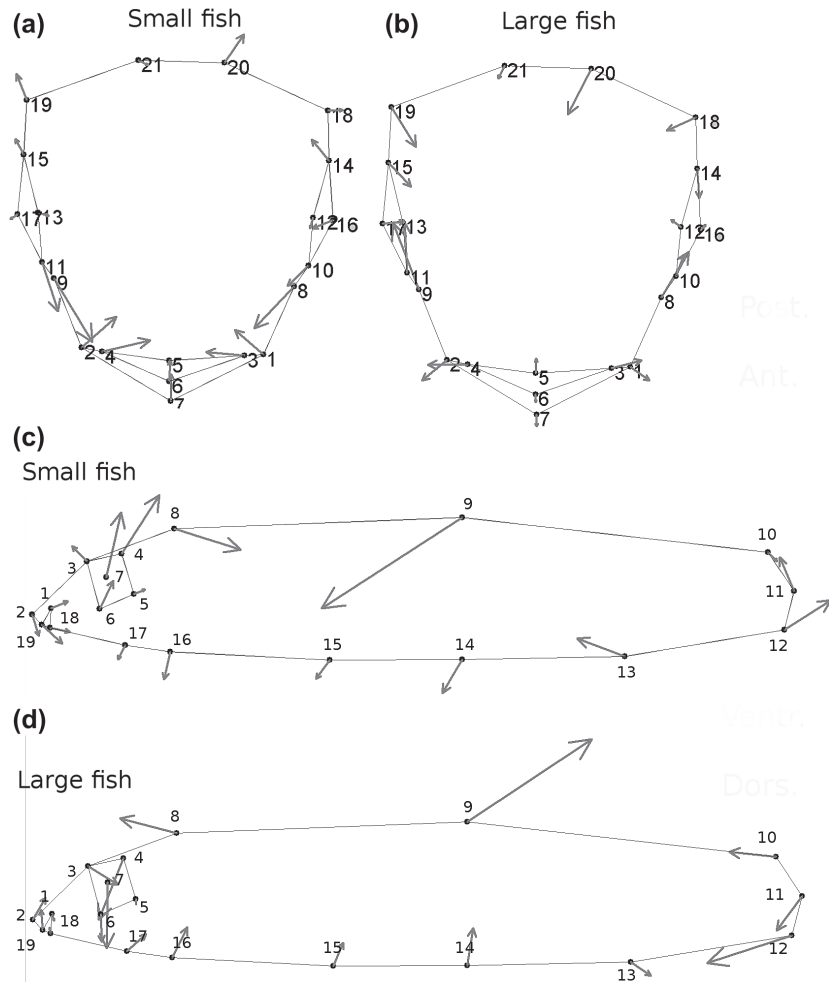 (a) Small fish
(b) Large fish
21 20
19 18
15 14
17 13 12 16
11 10
9 8
2 4 5 3 1
6
7
21 20
19 18
15 14
17 13 12 16
11 10
9 8
2 4 5 3 1
6
7
Post.
Ant.
(c)
Small fish
8 9 10
3 4
7 11
1 6 5
2 18 12
19 17 16 15 14 13
Ventr.
(d)
Large fish Dors.
8 9 10
3 4
7 11
1 6 5
2 18 12
19 17 16 15 14 13